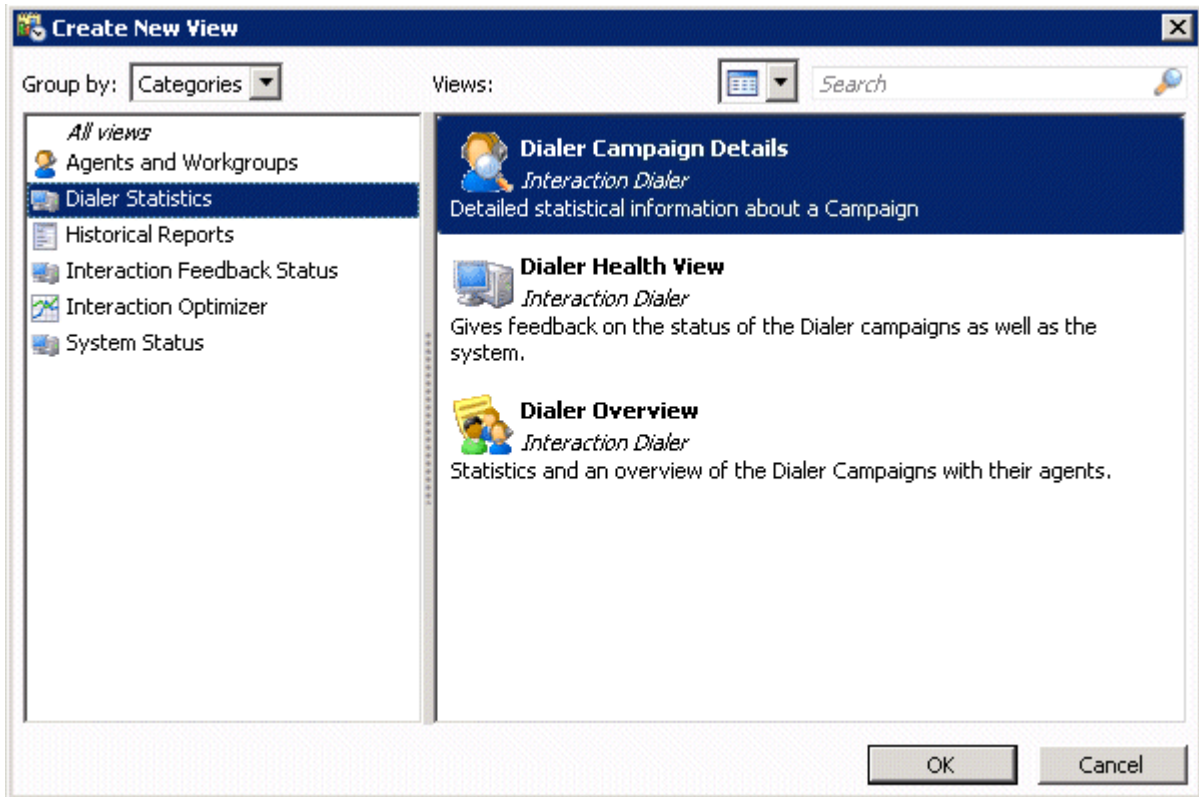 Create New View
Group by: Categories
Views:
Search
All views
Agents and Workgroups
Dialer Statistics
Historical Reports
Interaction Feedback Status
Interaction Optimizer
System Status
Dialer Campaign Details
Interaction Dialer
Detailed statistical information about a Campaign
Dialer Health View
Interaction Dialer
Gives feedback on the status of the Dialer campaigns as well as the
system.
Dialer Overview
Interaction Dialer
Statistics and an overview of the Dialer Campaigns with their agents.
OK
Cancel